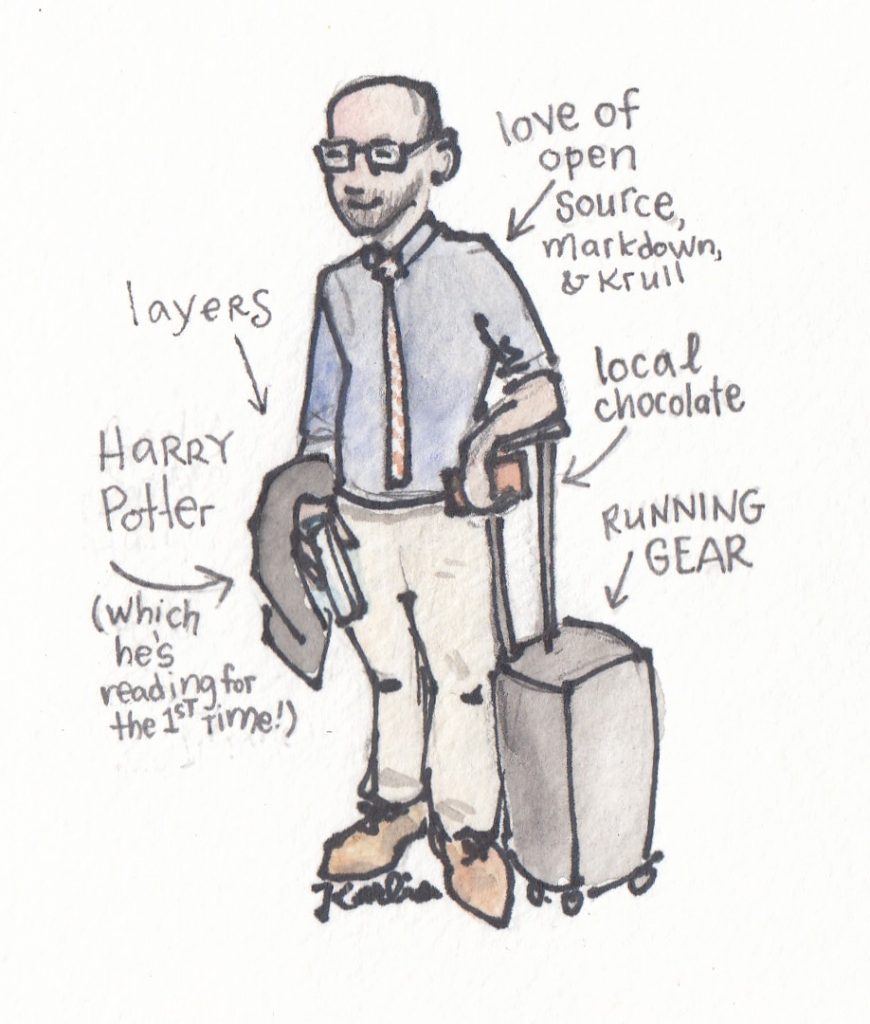 love of
open
source,
markdown,
& Krull
layers
local
chocolate
HARRY
Potter
RUNNING
GEAR
(which
he's
reading for
the 1ST Time!)